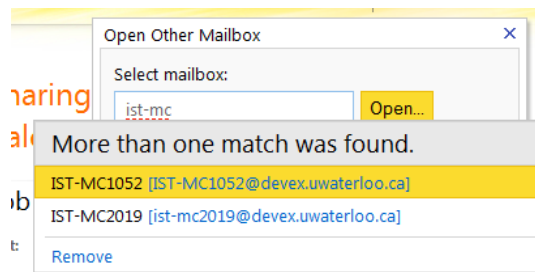 Open Other Mailbox
Select mailbox:
haring
ist-mc Open...
More than one match was found.
IST-MC1052 [IST-MC1052@devex.uwaterloo.ca]
IST-MC2019 [ist-mc2019@devex.uwaterloo.ca]
Remove